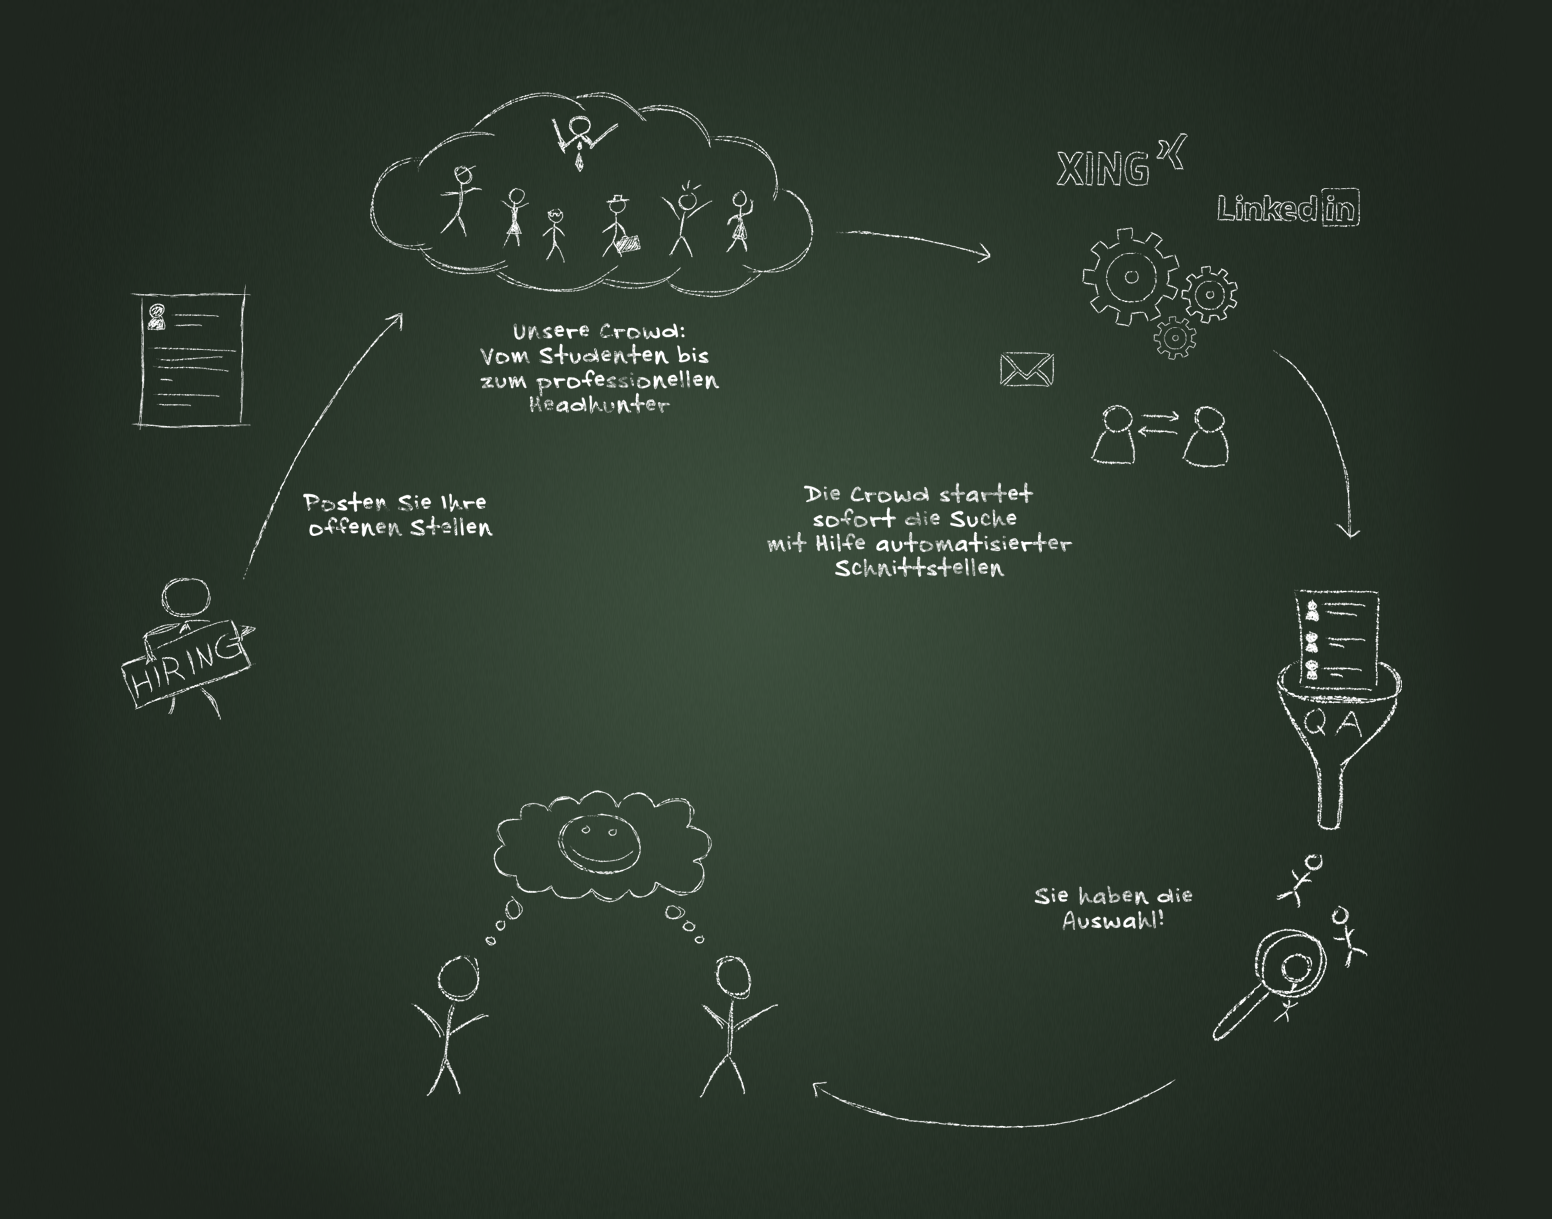 XING
Linked in
Unsere Crowd:
Vom Studenten bis
zum professionellen
Headhunter
Posten Sie Ihre
offenen Stellen
Die Crowd startet
sofort die Suche
mit Hilfe automatisierter
Schnittstellen
HIRING
QA
Sie haben die
Auswahl!